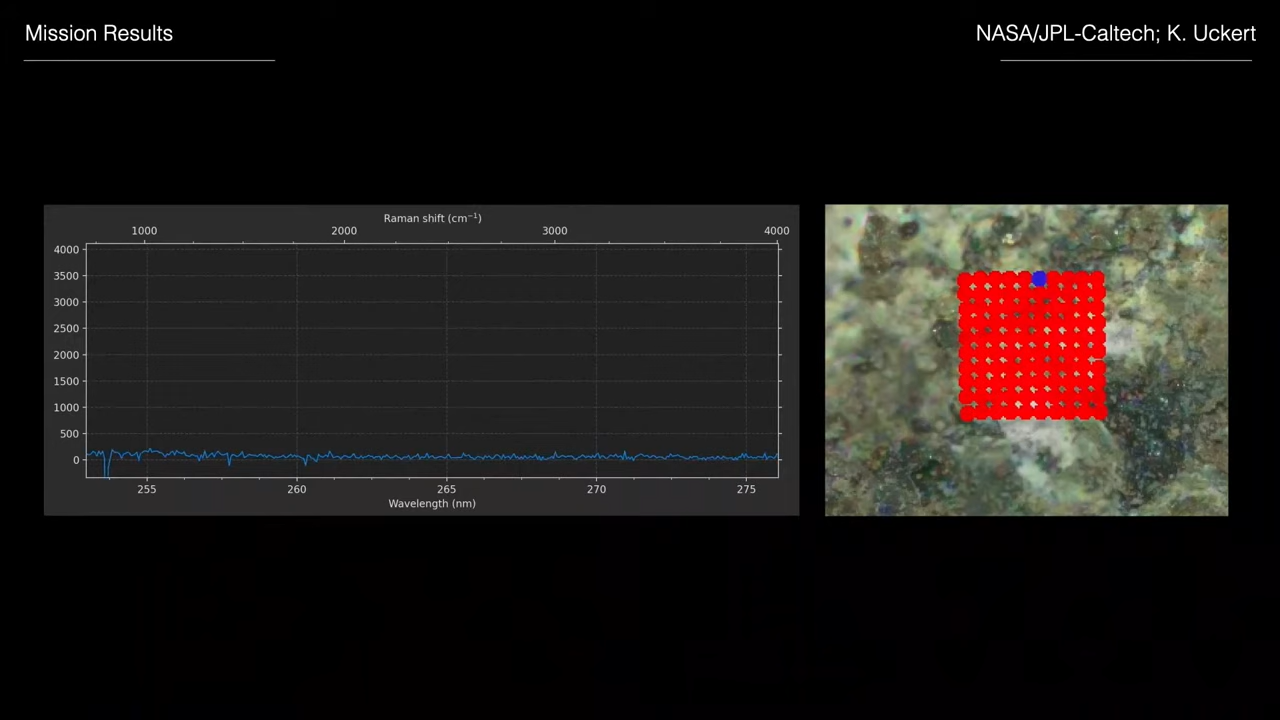 Mission Results
NASA/JPL-Caltech; K. Uckert
Raman shift (cm⁻¹)
1000 2000 3000 4000
4000
3500
3000
2500
2000
1500
1000
500
0
255 260 265 270 275
Wavelength (nm)